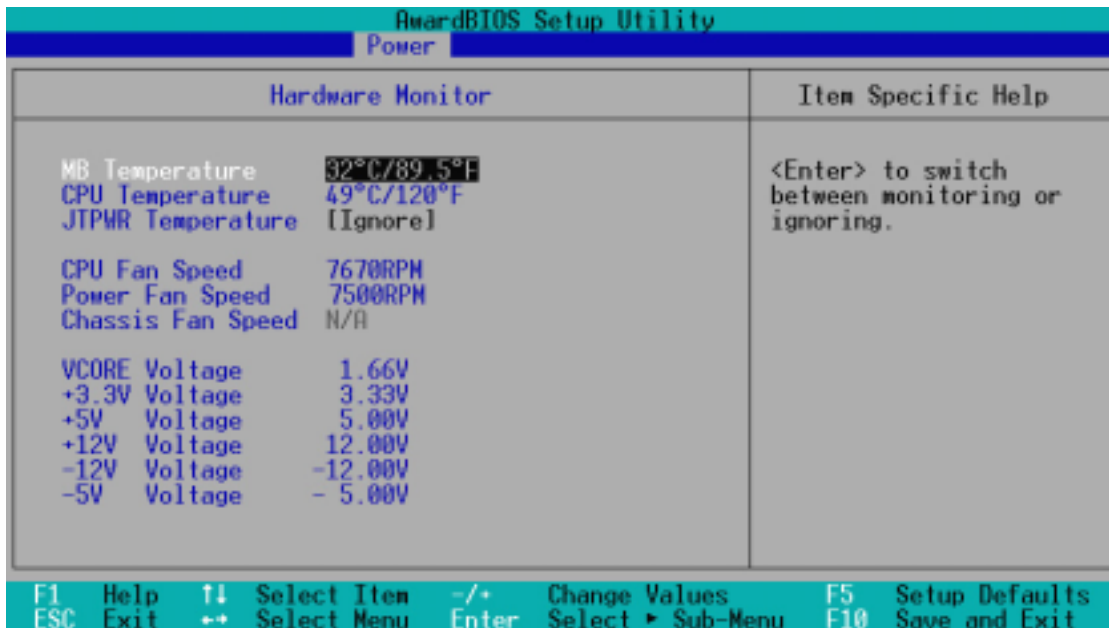 AwardBIOS Setup Utility
Power
Hardware Monitor
Item Specific Help
MB Temperature 32°C/89.5°F
CPU Temperature 49°C/120°F
JTPWR Temperature [Ignore]
CPU Fan Speed 7670RPM
Power Fan Speed 7500RPM
Chassis Fan Speed N/A
VCORE Voltage 1.66V
+3.3V Voltage 3.33V
+5V Voltage 5.00V
+12V Voltage 12.00V
-12V Voltage -12.00V
-5V Voltage - 5.00V
<Enter> to switch
between monitoring or
ignoring.
F1 Help ↑↓ Select Item -/+ Change Values F5 Setup Defaults
ESC Exit ←→ Select Menu Enter Select ► Sub-Menu F10 Save and Exit